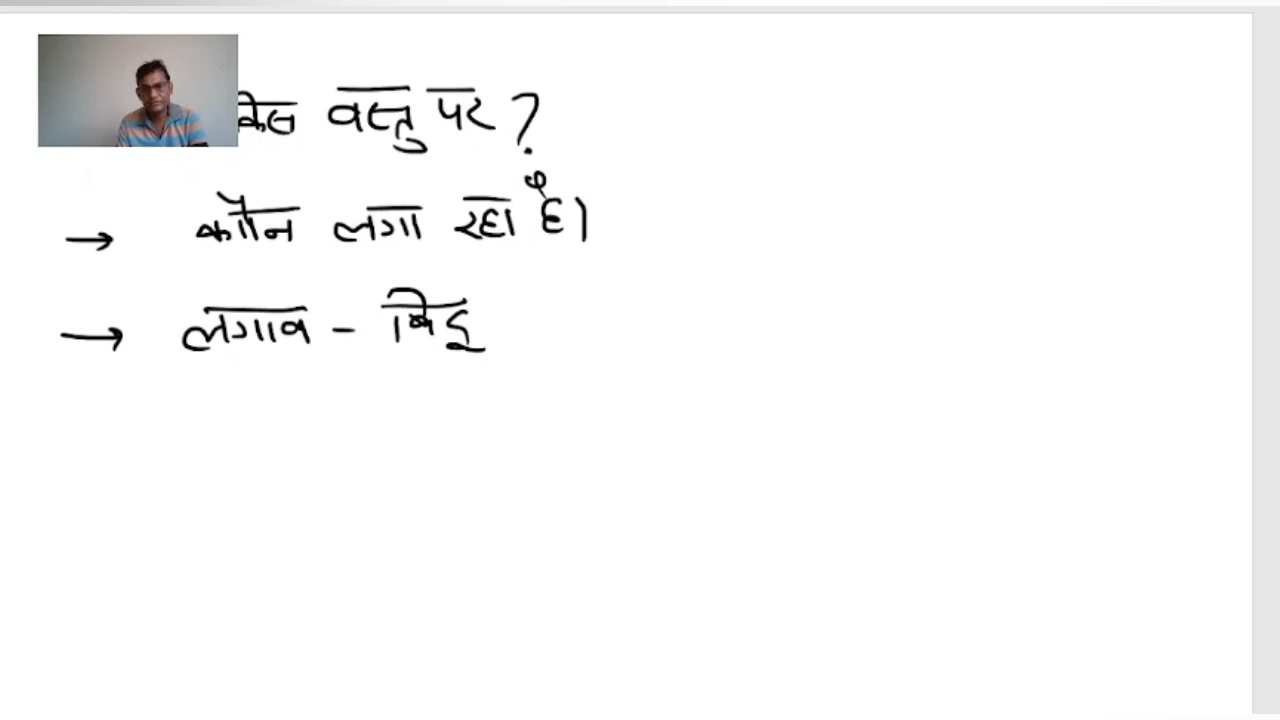 किस वस्तु पर ?
→ कौन लगा रहा है।
→ लगाव - बिंदु